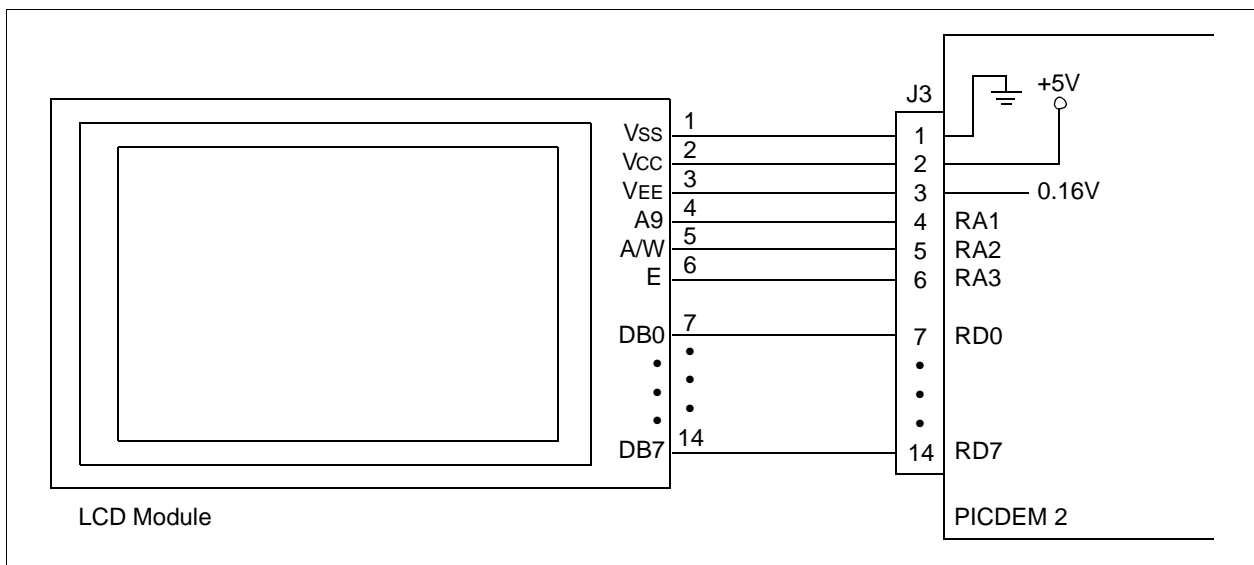 J3
+5V
VSS 1 1
VCC 2 2
VEE 3 3 0.16V
A9 4 4 RA1
A/W 5 5 RA2
E 6 6 RA3
DB0 7 7 RD0
DB7 14 14 RD7
LCD Module
PICDEM 2